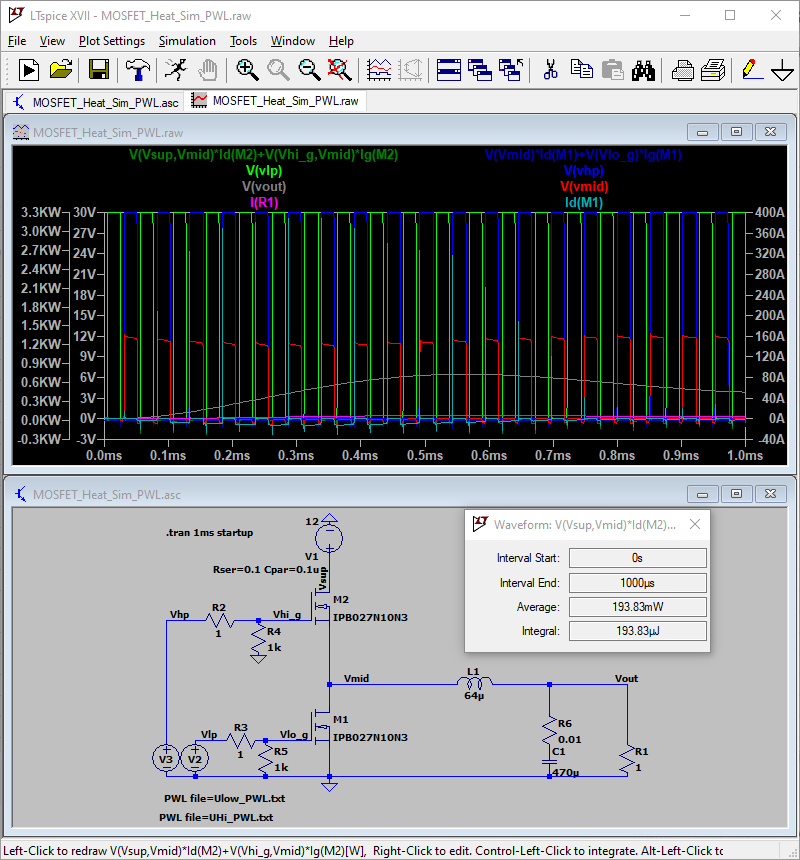 LTspice XVII - MOSFET_Heat_Sim_PWL.raw
File View Plot Settings Simulation Tools Window Help
MOSFET_Heat_Sim_PWL.asc MOSFET_Heat_Sim_PWL.raw
MOSFET_Heat_Sim_PWL.raw
V(Vsup,Vmid)*Id(M2)+V(Vhi_g,Vmid)*Ig(M2) V(Vmid)*Id(M1)+V(Vlo_g)*Ig(M1)
V(vlp) V(vhp)
V(vout) V(vmid)
I(R1) Id(M1)
3.3KW 30V 400A
3.0KW 27V 360A
2.7KW 24V 320A
2.4KW 21V 280A
2.1KW 18V 240A
1.8KW 15V 200A
1.5KW 12V 160A
1.2KW 9V 120A
0.9KW 6V 80A
0.6KW 3V 40A
0.3KW 0V 0A
0.0KW -3V -40A
-0.3KW
0.0ms 0.1ms 0.2ms 0.3ms 0.4ms 0.5ms 0.6ms 0.7ms 0.8ms 0.9ms 1.0ms
MOSFET_Heat_Sim_PWL.asc
.tran 1ms startup
12
V1
Rser=0.1 Cpar=0.1u
Vsup
M2
IPB027N10N3
Vhp
R2
1
Vhi_g
R4
1k
Vmid
L1
64µ
Vout
M1
IPB027N10N3
Vlp
R3
1
Vlo_g
R5
1k
R6
0.01
C1
470µ
R1
1
V3
V2
PWL file=Ulow_PWL.txt
PWL file=UHi_PWL.txt
Waveform: V(Vsup,Vmid)*Id(M2)...
Interval Start: 0s
Interval End: 1000µs
Average: 193.83mW
Integral: 193.83µJ
Left-Click to redraw V(Vsup,Vmid)*Id(M2)+V(Vhi_g,Vmid)*Ig(M2)[W], Right-Click to edit. Control-Left-Click to integrate. Alt-Left-Click to